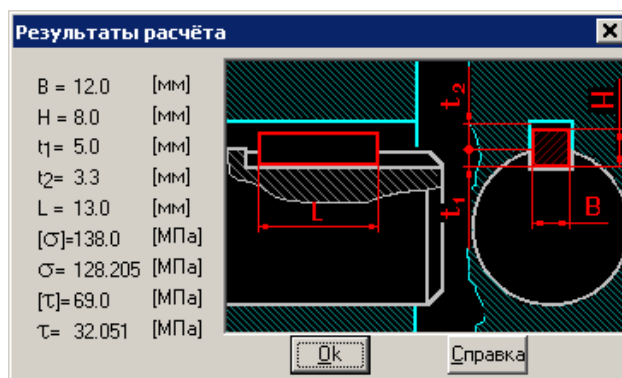 Результаты расчёта
B = 12.0 [мм]
H = 8.0 [мм]
t1= 5.0 [мм]
t2= 3.3 [мм]
L = 13.0 [мм]
[σ]=138.0 [МПа]
σ= 128.205 [МПа]
[τ]=69.0 [МПа]
τ= 32.051 [МПа]
t2
H
L
t1
B
Ok
Справка